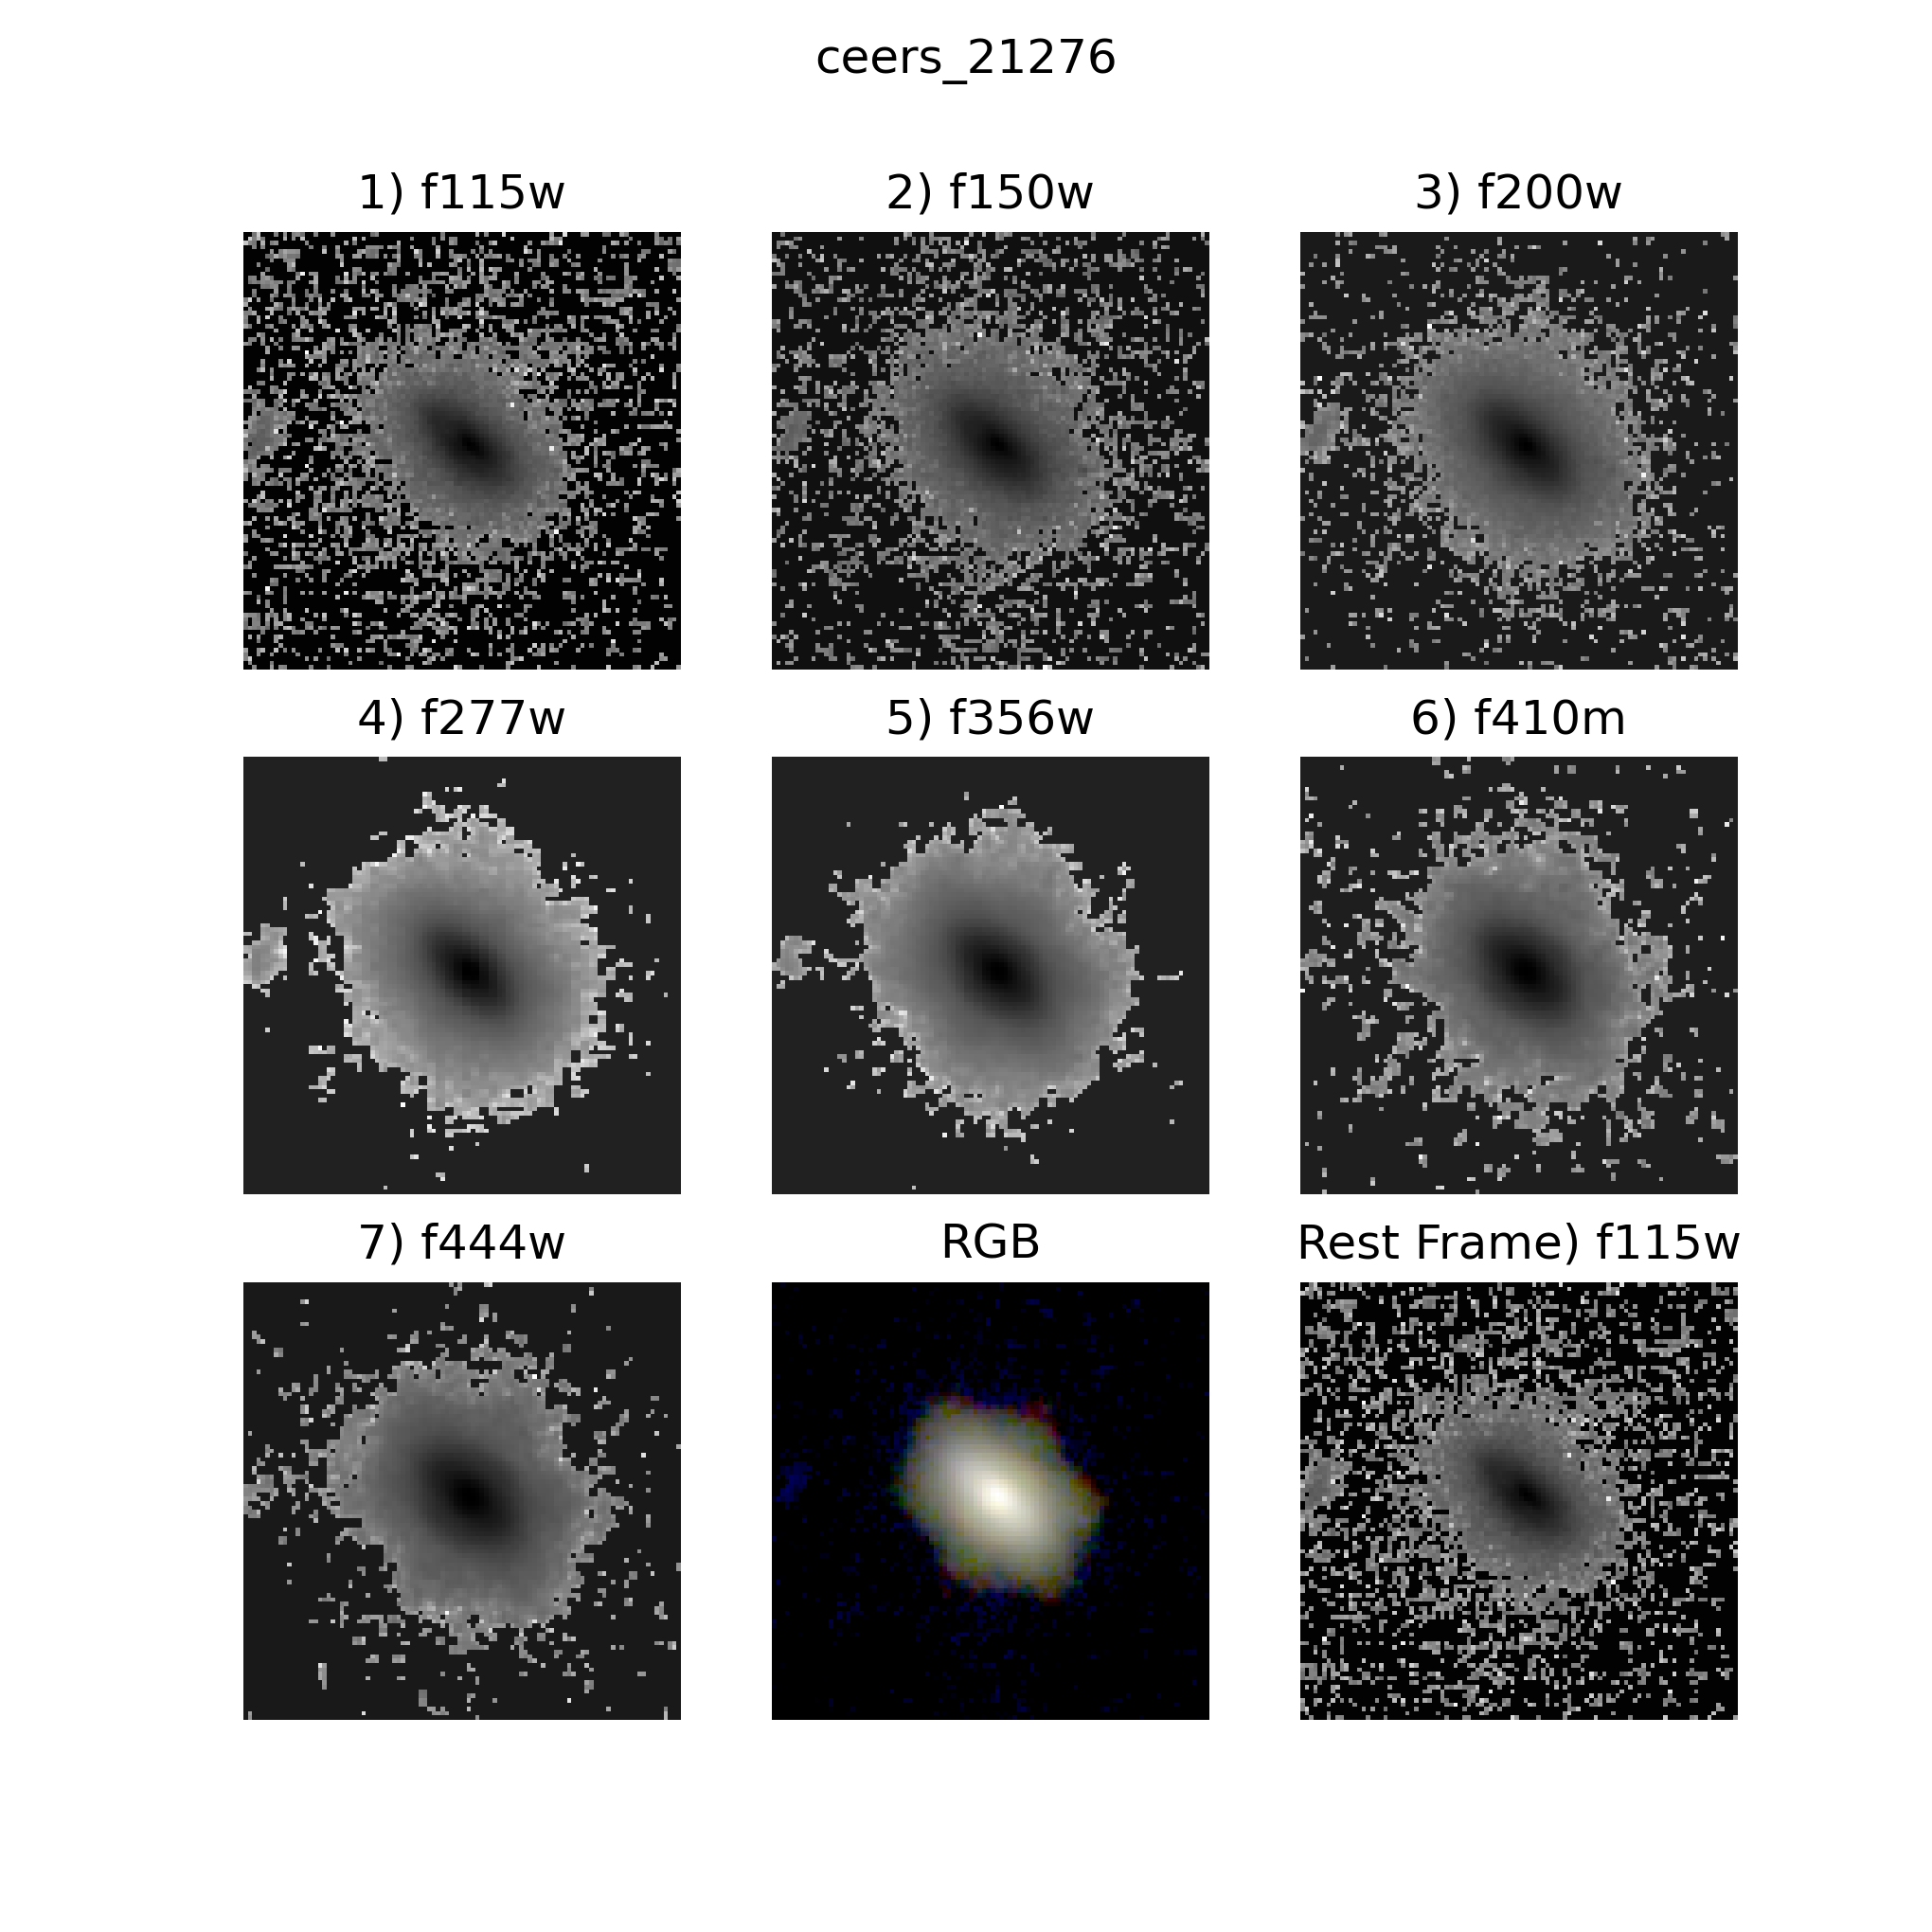 ceers_21276
1) f115w
2) f150w
3) f200w
4) f277w
5) f356w
6) f410m
7) f444w
RGB
Rest Frame) f115w